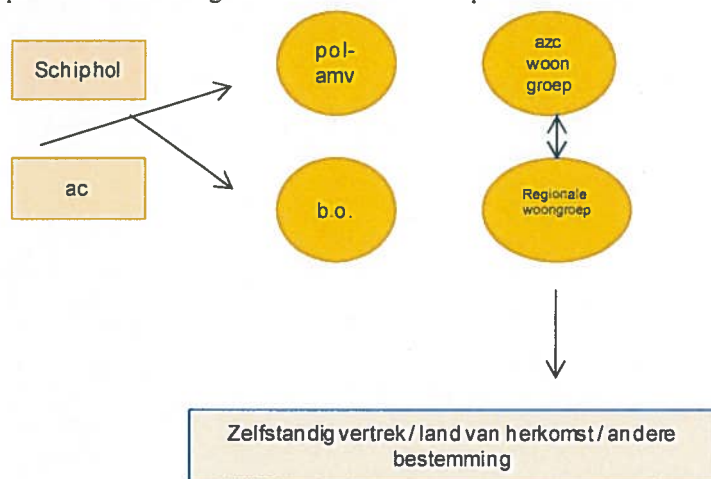 Schiphol
pol-
amv
azc
woon
groep
ac
b.o.
Regionale
woongroep
Zelfstandig vertrek / land van herkomst / andere
bestemming